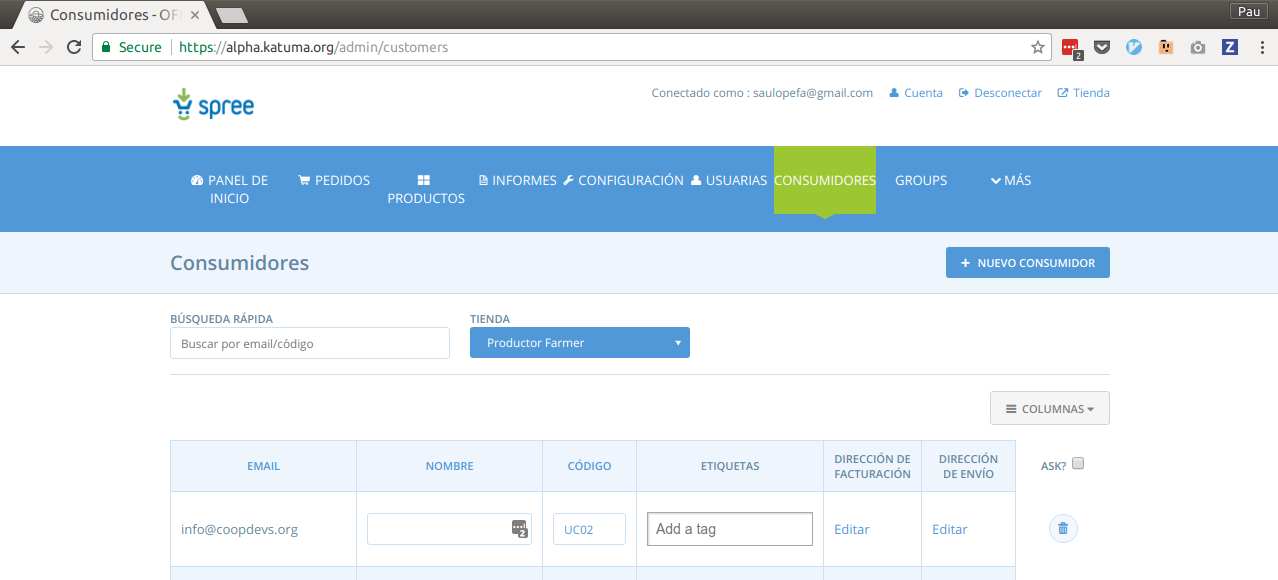 Consumidores - OF
Pau
Secure https://alpha.katuma.org/admin/customers
2
Z
spree
Conectado como : saulopefa@gmail.com Cuenta Desconectar Tienda
PANEL DE INICIO
PEDIDOS
PRODUCTOS
INFORMES
CONFIGURACIÓN
USUARIAS
CONSUMIDORES
GROUPS
MÁS
Consumidores
+ NUEVO CONSUMIDOR
BÚSQUEDA RÁPIDA
TIENDA
Buscar por email/código
Productor Farmer
COLUMNAS
EMAIL
NOMBRE
CÓDIGO
ETIQUETAS
DIRECCIÓN DE
FACTURACIÓN
DIRECCIÓN
DE ENVÍO
ASK?
info@coopdevs.org
2
UC02
Add a tag
Editar
Editar